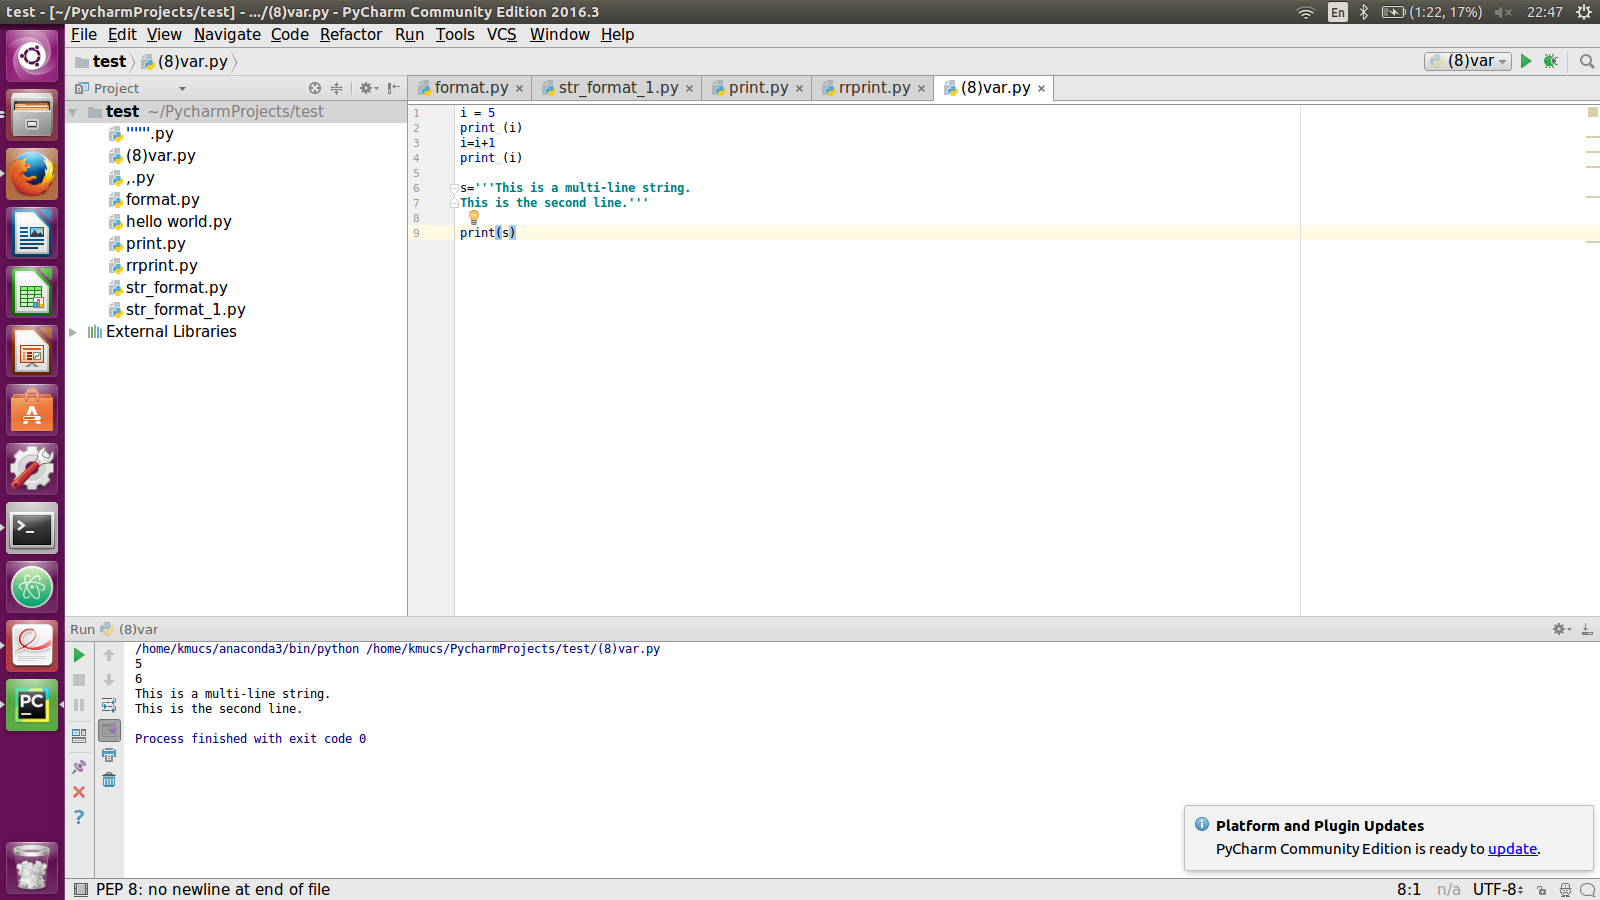 test - [~/PycharmProjects/test] - .../(8)var.py - PyCharm Community Edition 2016.3
En (1:22, 17%) 22:47
File Edit View Navigate Code Refactor Run Tools VCS Window Help
test (8)var.py
(8)var
Project
format.py × str_format_1.py × print.py × rrprint.py × (8)var.py ×
test ~/PycharmProjects/test
""""".py
(8)var.py
,.py
format.py
hello world.py
print.py
rrprint.py
str_format.py
str_format_1.py
External Libraries
1 i = 5
2 print (i)
3 i=i+1
4 print (i)
5
6 s='''This is a multi-line string.
7 This is the second line.'''
8
9 print(s)
Run (8)var
/home/kmucs/anaconda3/bin/python /home/kmucs/PycharmProjects/test/(8)var.py
5
6
This is a multi-line string.
This is the second line.
Process finished with exit code 0
Platform and Plugin Updates
PyCharm Community Edition is ready to update.
PEP 8: no newline at end of file
8:1 n/a UTF-8
PC